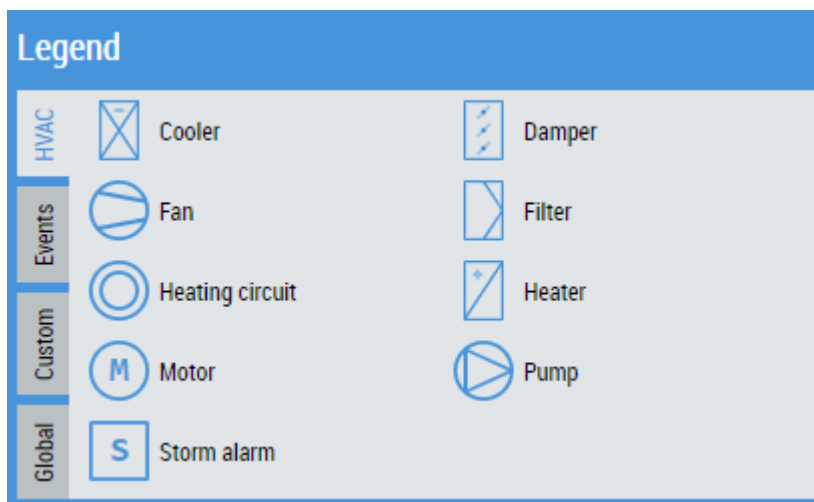 Legend
HVAC
Events
Custom
Global
Cooler
Damper
Fan
Filter
Heating circuit
Heater
M
Motor
Pump
S
Storm alarm